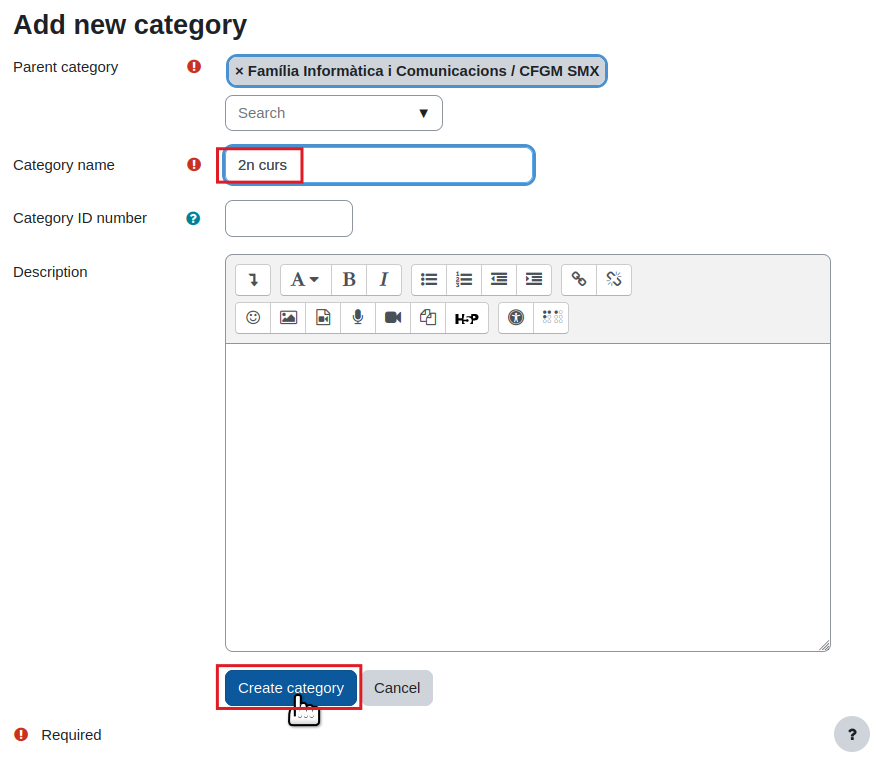 Add new category
Parent category
× Família Informàtica i Comunicacions / CFGM SMX
Search ▼
Category name
2n curs
Category ID number
Description
A B I
H5P
Create category Cancel
Required
?